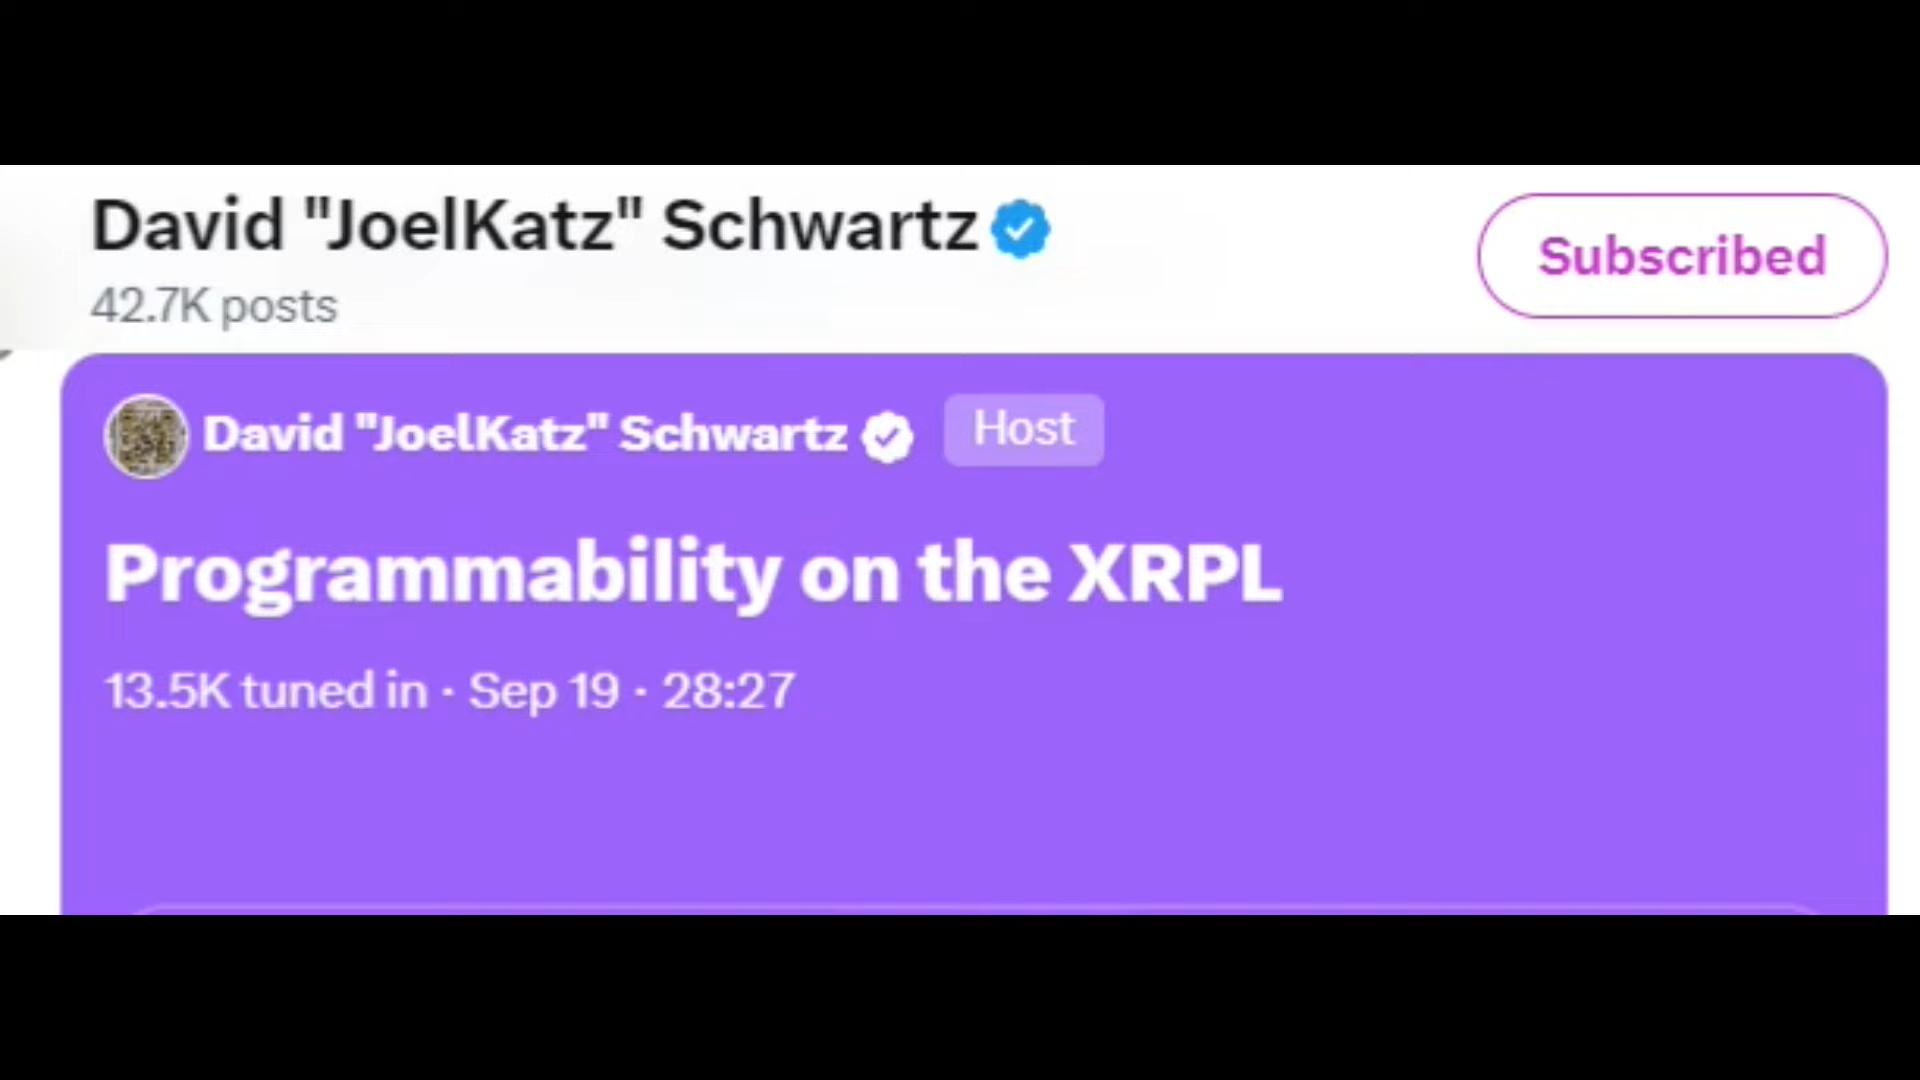 David "JoelKatz" Schwartz
Subscribed
42.7K posts
David "JoelKatz" Schwartz Host
Programmability on the XRPL
13.5K tuned in · Sep 19 · 28:27